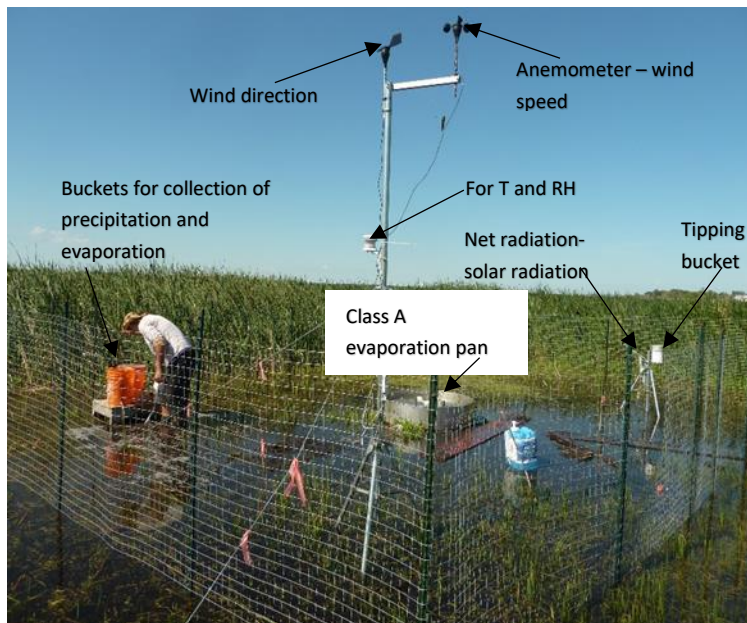 Wind direction
Anemometer – wind
speed
Buckets for collection of
precipitation and
evaporation
For T and RH
Net radiation-
solar radiation
Tipping
bucket
Class A
evaporation pan